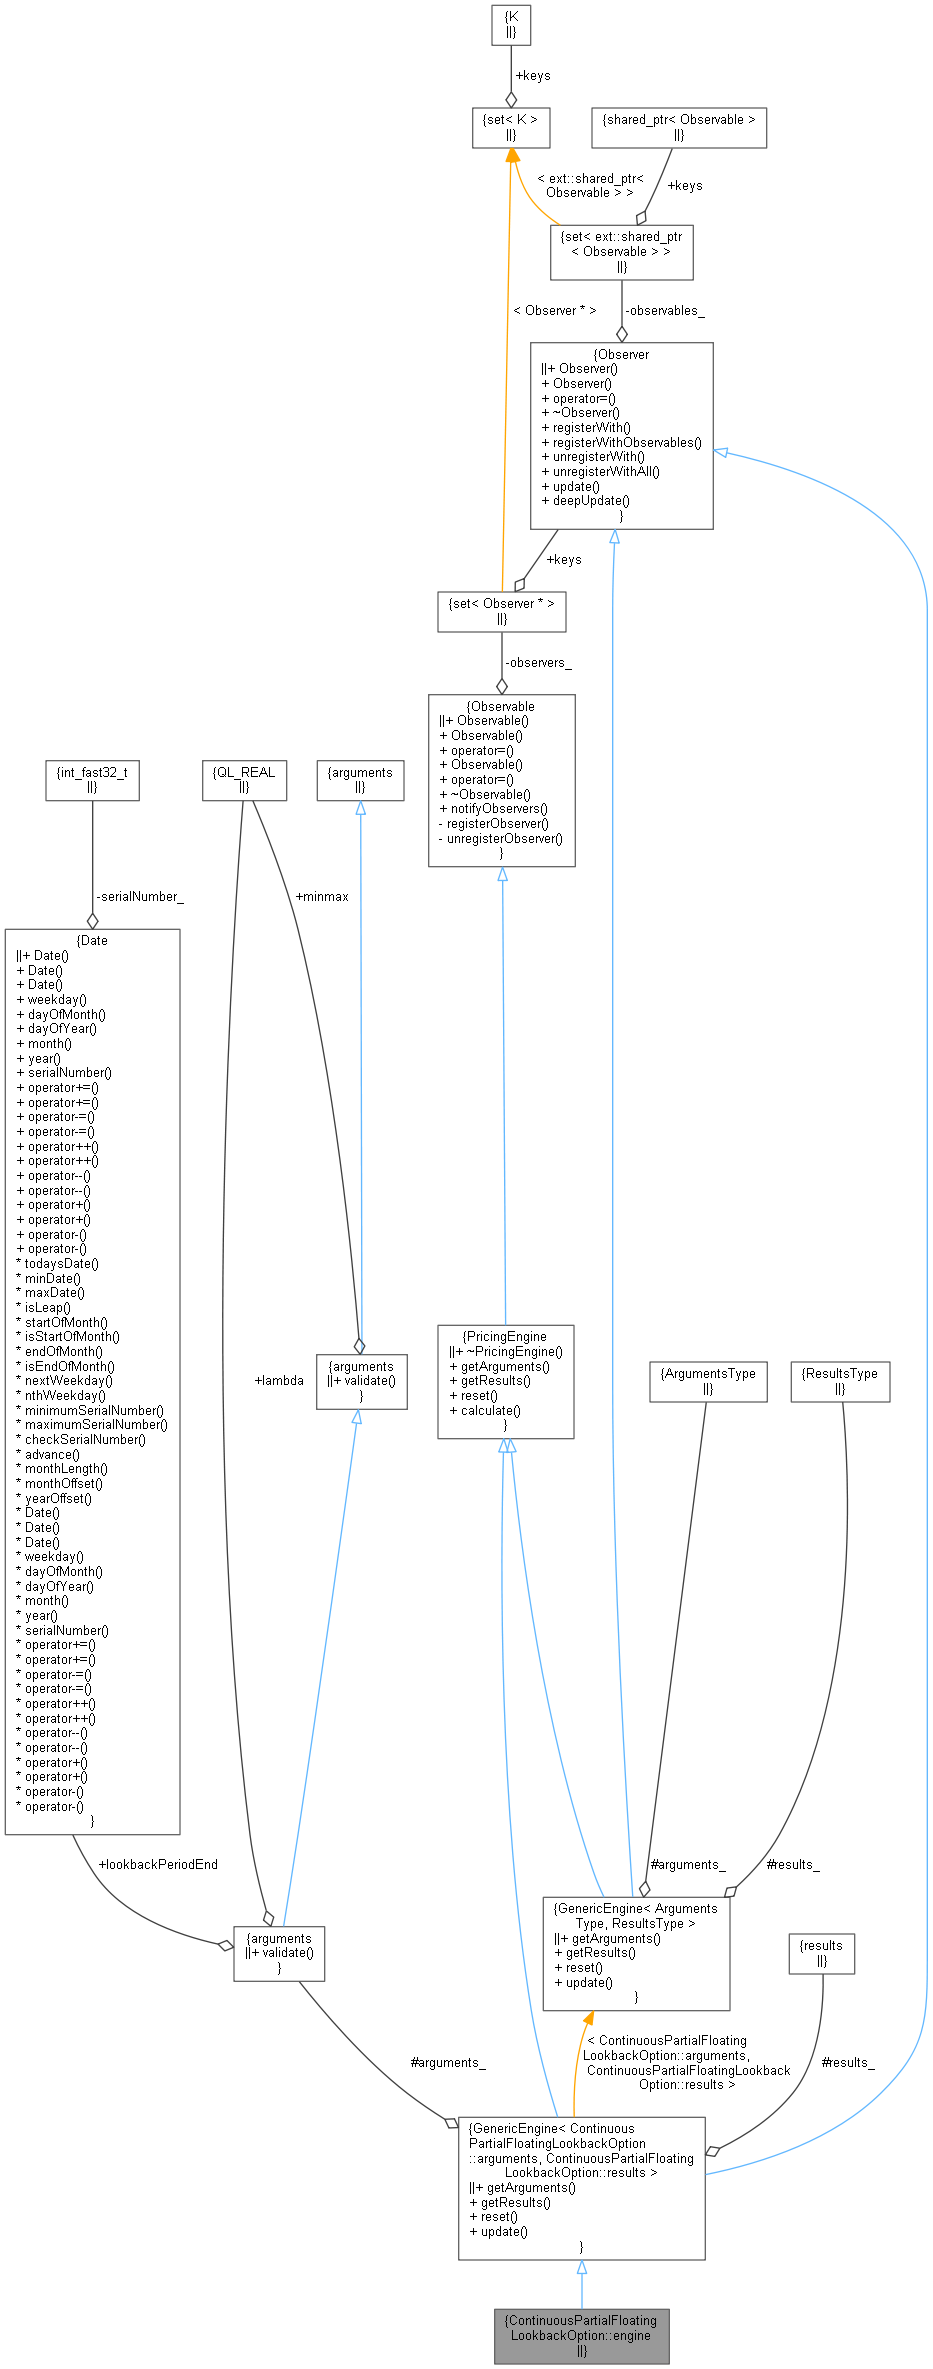 {K
||}
+keys
{set< K >
||}
{shared_ptr< Observable >
||}
< ext::shared_ptr<
Observable > >
+keys
{set< ext::shared_ptr
< Observable > >
||}
< Observer * >
-observables_
{Observer
||+ Observer()
+ Observer()
+ operator=()
+ ~Observer()
+ registerWith()
+ registerWithObservables()
+ unregisterWith()
+ unregisterWithAll()
+ update()
+ deepUpdate()
}
+keys
{set< Observer * >
||}
-observers_
{Observable
||+ Observable()
+ Observable()
+ operator=()
+ Observable()
+ operator=()
+ ~Observable()
+ notifyObservers()
- registerObserver()
- unregisterObserver()
}
{int_fast32_t
||}
{QL_REAL
||}
{arguments
||}
-serialNumber_
+minmax
{Date
||+ Date()
+ Date()
+ Date()
+ weekday()
+ dayOfMonth()
+ dayOfYear()
+ month()
+ year()
+ serialNumber()
+ operator+=()
+ operator+=()
+ operator-=()
+ operator-=()
+ operator++()
+ operator++()
+ operator--()
+ operator--()
+ operator+()
+ operator+()
+ operator-()
+ operator-()
* todaysDate()
* minDate()
* maxDate()
* isLeap()
* startOfMonth()
* isStartOfMonth()
* endOfMonth()
* isEndOfMonth()
* nextWeekday()
* nthWeekday()
* minimumSerialNumber()
* maximumSerialNumber()
* checkSerialNumber()
* advance()
* monthLength()
* monthOffset()
* yearOffset()
* Date()
* Date()
* Date()
* weekday()
* dayOfMonth()
* dayOfYear()
* month()
* year()
* serialNumber()
* operator+=()
* operator+=()
* operator-=()
* operator-=()
* operator++()
* operator++()
* operator--()
* operator--()
* operator+()
* operator+()
* operator-()
* operator-()
}
+lambda
{arguments
||+ validate()
}
{PricingEngine
||+ ~PricingEngine()
+ getArguments()
+ getResults()
+ reset()
+ calculate()
}
{ArgumentsType
||}
{ResultsType
||}
+lookbackPeriodEnd
#arguments_
#results_
{arguments
||+ validate()
}
{GenericEngine< Arguments
Type, ResultsType >
||+ getArguments()
+ getResults()
+ reset()
+ update()
}
{results
||}
#arguments_
< ContinuousPartialFloating
LookbackOption::arguments,
ContinuousPartialFloatingLookback
Option::results >
#results_
{GenericEngine< Continuous
PartialFloatingLookbackOption
::arguments, ContinuousPartialFloating
LookbackOption::results >
||+ getArguments()
+ getResults()
+ reset()
+ update()
}
{ContinuousPartialFloating
LookbackOption::engine
||}